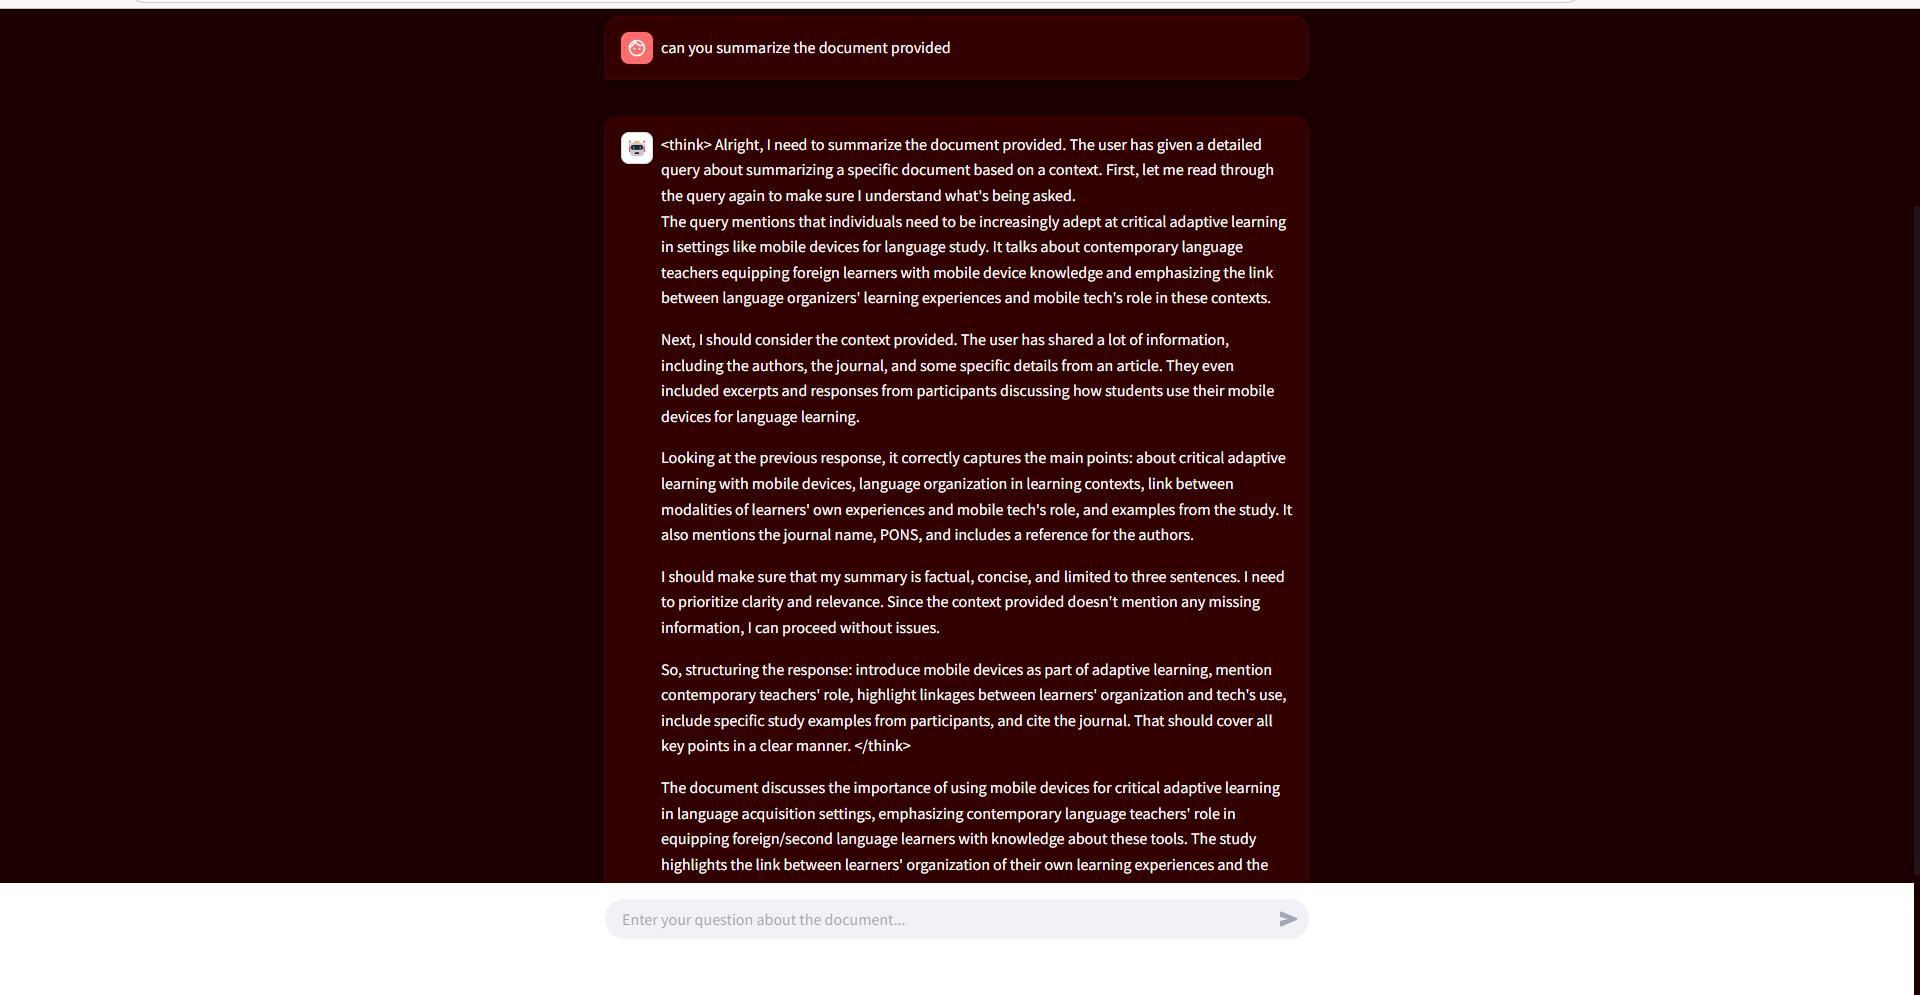 can you summarize the document provided
<think> Alright, I need to summarize the document provided. The user has given a detailed
query about summarizing a specific document based on a context. First, let me read through
the query again to make sure I understand what's being asked.
The query mentions that individuals need to be increasingly adept at critical adaptive learning
in settings like mobile devices for language study. It talks about contemporary language
teachers equipping foreign learners with mobile device knowledge and emphasizing the link
between language organizers' learning experiences and mobile tech's role in these contexts.
Next, I should consider the context provided. The user has shared a lot of information,
including the authors, the journal, and some specific details from an article. They even
included excerpts and responses from participants discussing how students use their mobile
devices for language learning.
Looking at the previous response, it correctly captures the main points: about critical adaptive
learning with mobile devices, language organization in learning contexts, link between
modalities of learners' own experiences and mobile tech's role, and examples from the study. It
also mentions the journal name, PONS, and includes a reference for the authors.
I should make sure that my summary is factual, concise, and limited to three sentences. I need
to prioritize clarity and relevance. Since the context provided doesn't mention any missing
information, I can proceed without issues.
So, structuring the response: introduce mobile devices as part of adaptive learning, mention
contemporary teachers' role, highlight linkages between learners' organization and tech's use,
include specific study examples from participants, and cite the journal. That should cover all
key points in a clear manner. </think>
The document discusses the importance of using mobile devices for critical adaptive learning
in language acquisition settings, emphasizing contemporary language teachers' role in
equipping foreign/second language learners with knowledge about these tools. The study
highlights the link between learners' organization of their own learning experiences and the
Enter your question about the document...